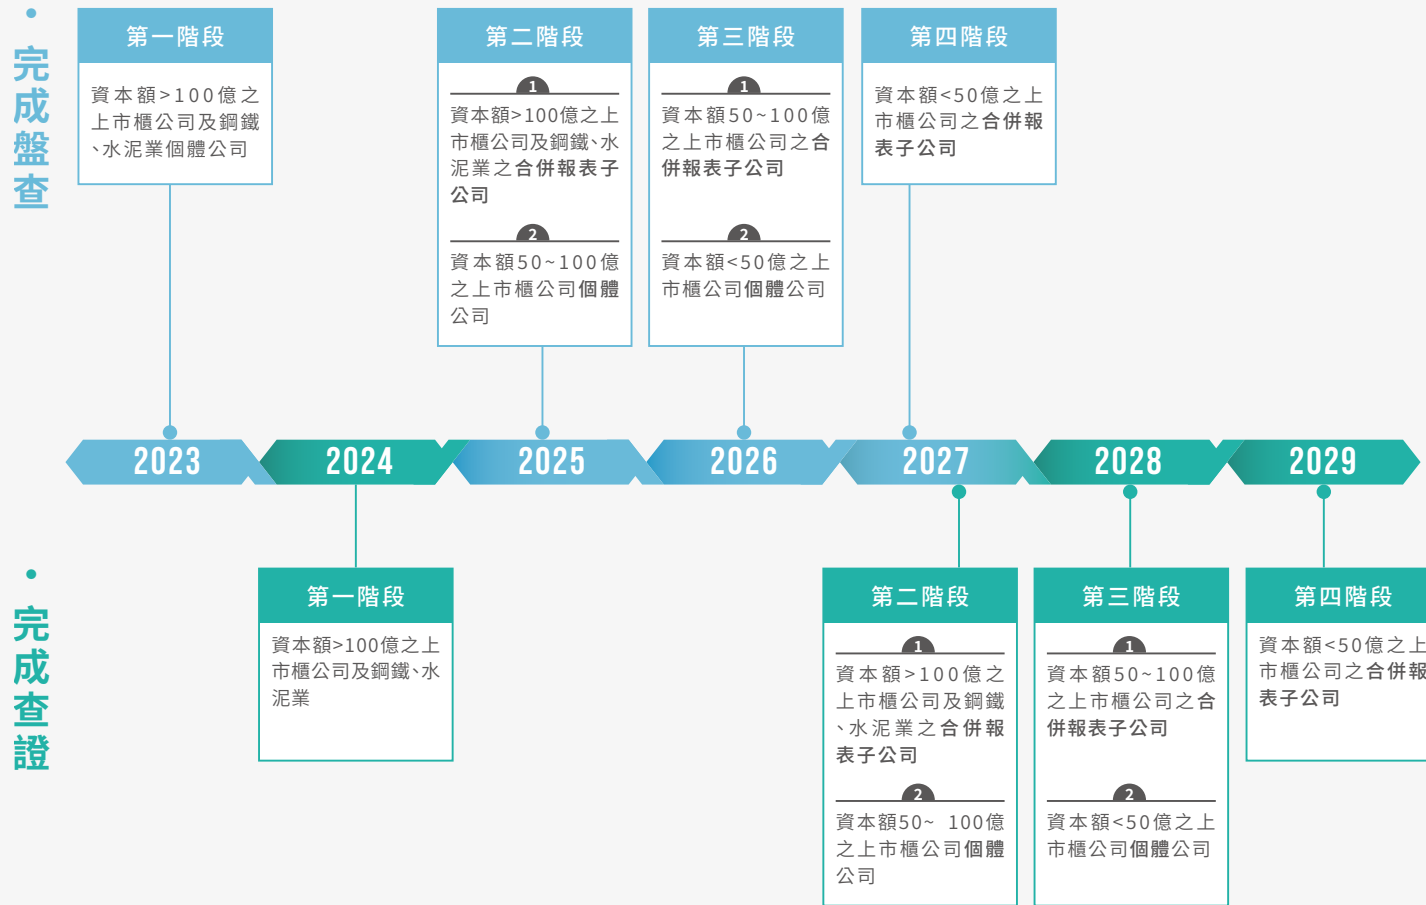 • 完成盤查
第一階段
資本額>100億之
上市櫃公司及鋼鐵
、水泥業個體公司
第二階段
1
資本額>100億之上
市櫃公司及鋼鐵、水
泥業之合併報表子
公司
2
資本額50~100億
之上市櫃公司個體
公司
第三階段
1
資本額50~100億
之上市櫃公司之合
併報表子公司
2
資本額<50億之上
市櫃公司個體公司
第四階段
資本額<50億之上
市櫃公司之合併報
表子公司
2023 2024 2025 2026 2027 2028 2029
• 完成查證
第一階段
資本額>100億之上
市櫃公司及鋼鐵、水
泥業
第二階段
1
資本額>100億之
上市櫃公司及鋼鐵
、水泥業之合併報
表子公司
2
資本額50~ 100億
之上市櫃公司個體
公司
第三階段
1
資本額50~100億
之上市櫃公司之合
併報表子公司
2
資本額<50億之上
市櫃公司個體公司
第四階段
資本額<50億之上
市櫃公司之合併報
表子公司